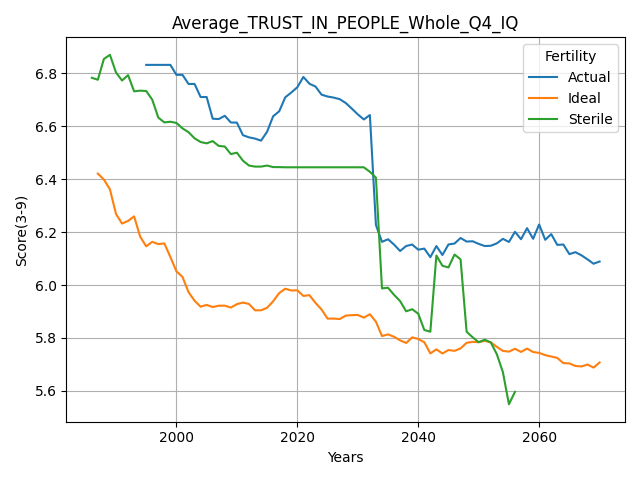 Average_TRUST_IN_PEOPLE_Whole_Q4_IQ
Fertility
Actual
Ideal
Sterile
Score(3-9)
6.8
6.6
6.4
6.2
6.0
5.8
5.6
2000
2020
2040
2060
Years